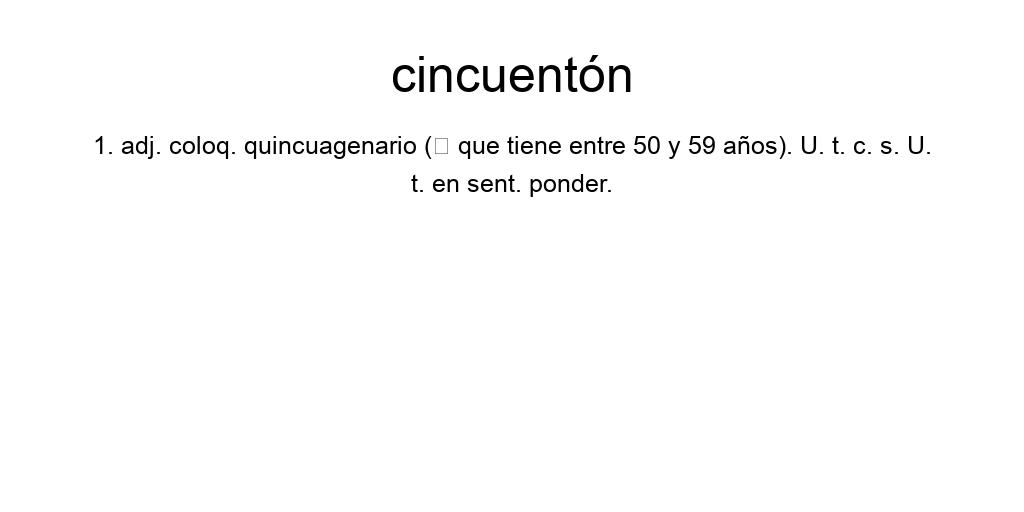 cincuentón
1. adj. coloq. quincuagenario (□ que tiene entre 50 y 59 años). U. t. c. s. U.
t. en sent. ponder.